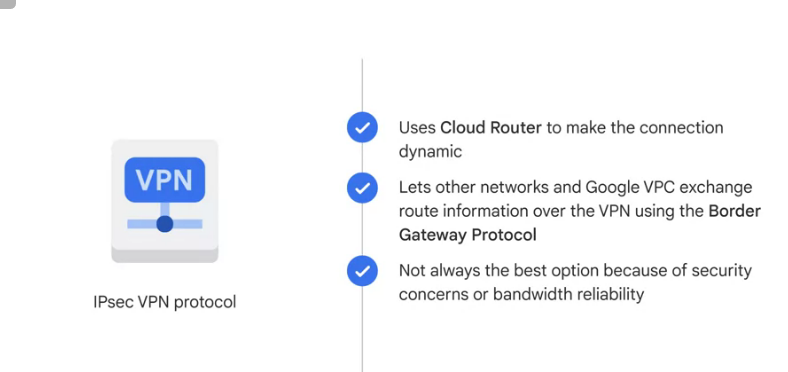 VPN
IPsec VPN protocol
Uses Cloud Router to make the connection
dynamic
Lets other networks and Google VPC exchange
route information over the VPN using the Border
Gateway Protocol
Not always the best option because of security
concerns or bandwidth reliability